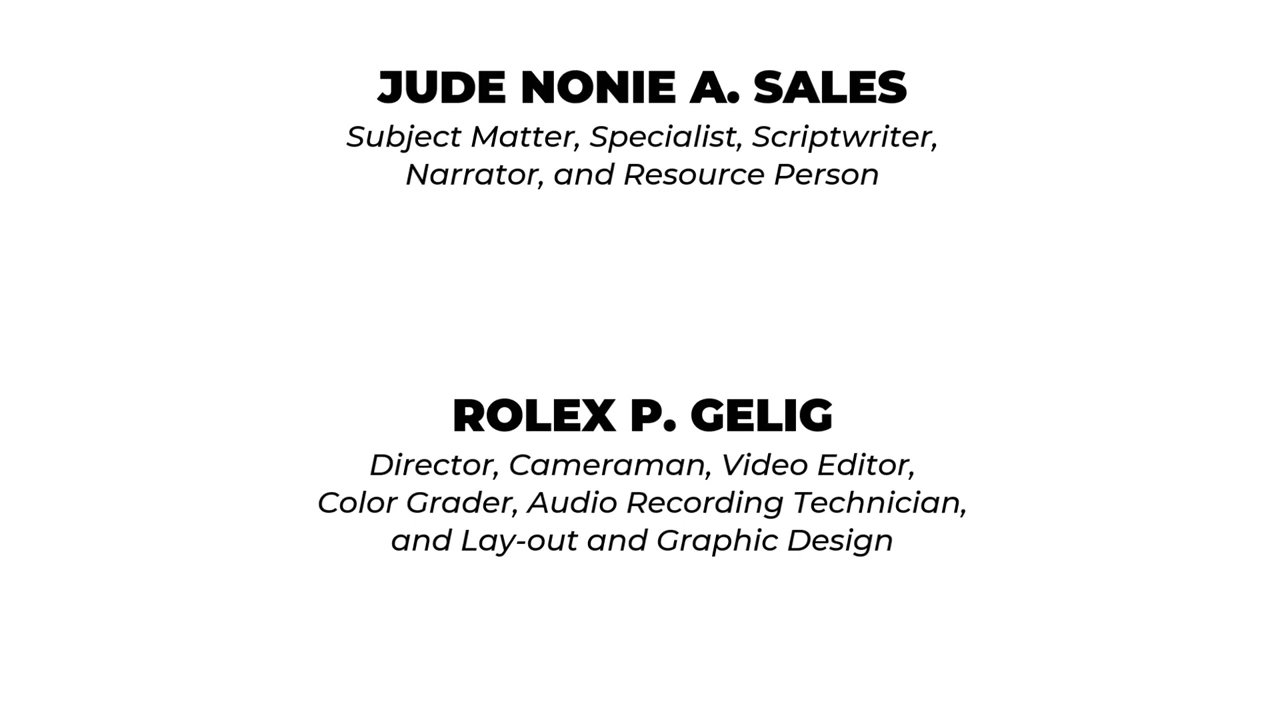 JUDE NONIE A. SALES
Subject Matter, Specialist, Scriptwriter,
Narrator, and Resource Person
ROLEX P. GELIG
Director, Cameraman, Video Editor,
Color Grader, Audio Recording Technician,
and Lay-out and Graphic Design